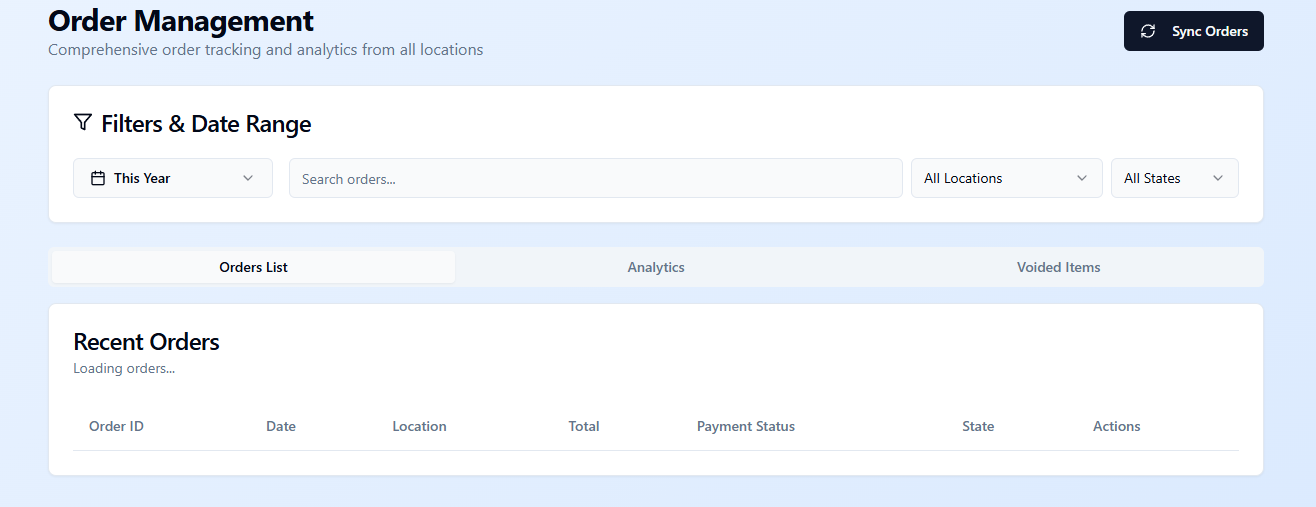 Order Management
Comprehensive order tracking and analytics from all locations
Sync Orders
Filters & Date Range
This Year
Search orders...
All Locations
All States
Orders List
Analytics
Voided Items
Recent Orders
Loading orders...
Order ID Date Location Total Payment Status State Actions